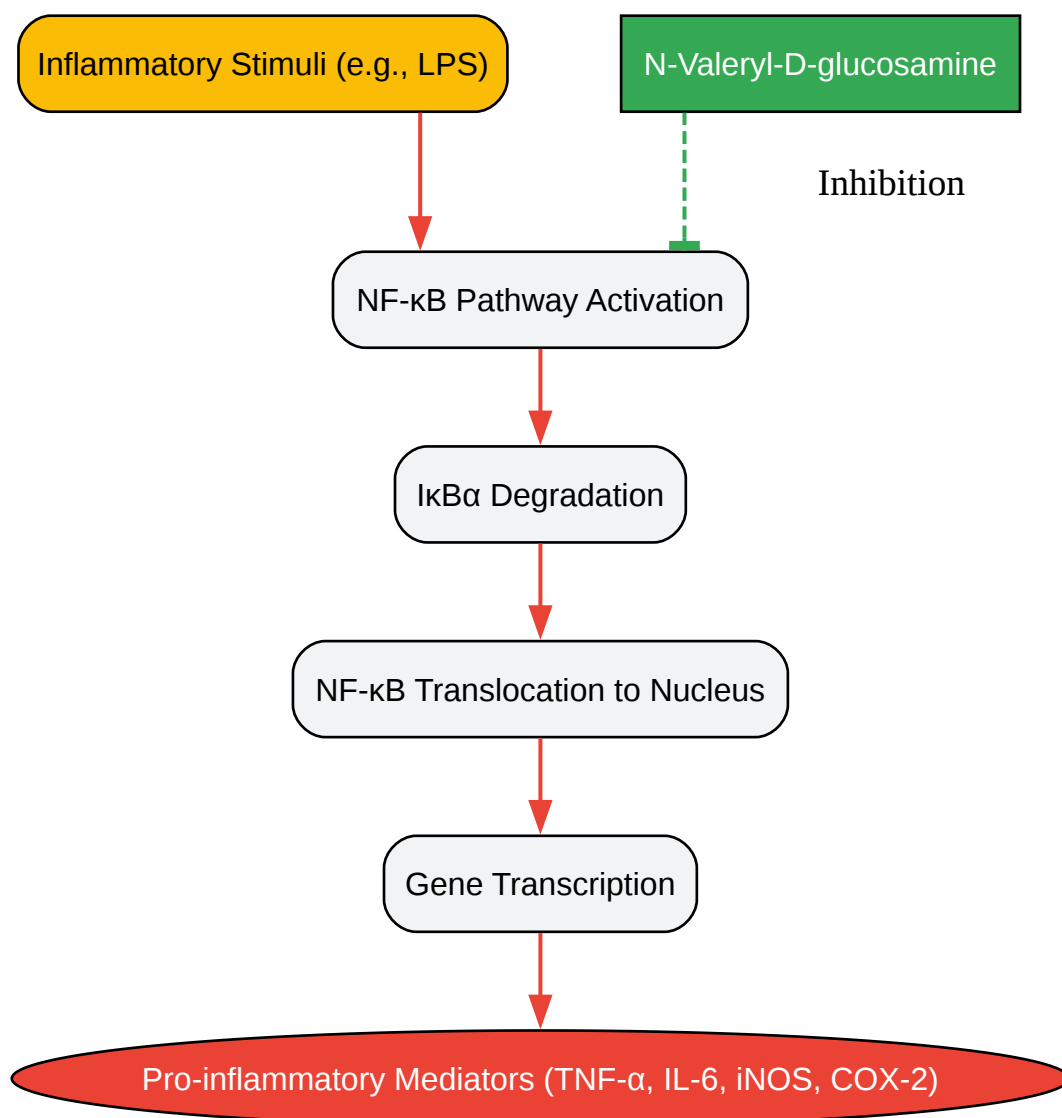 Inflammatory Stimuli (e.g., LPS)
N-Valeryl-D-glucosamine
Inhibition
NF-κB Pathway Activation
IκBα Degradation
NF-κB Translocation to Nucleus
Gene Transcription
Pro-inflammatory Mediators (TNF-α, IL-6, iNOS, COX-2)